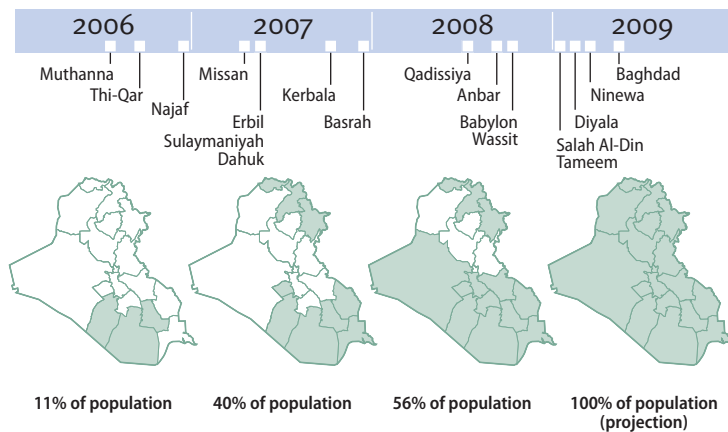 2006 2007 2008 2009
Muthanna
Thi-Qar
Najaf
Missan
Erbil
Sulaymaniyah
Dahuk
Kerbala
Basrah
Qadissiya
Anbar
Babylon
Wassit
Baghdad
Ninewa
Diyala
Salah Al-Din
Tameem
11% of population
40% of population
56% of population
100% of population
(projection)